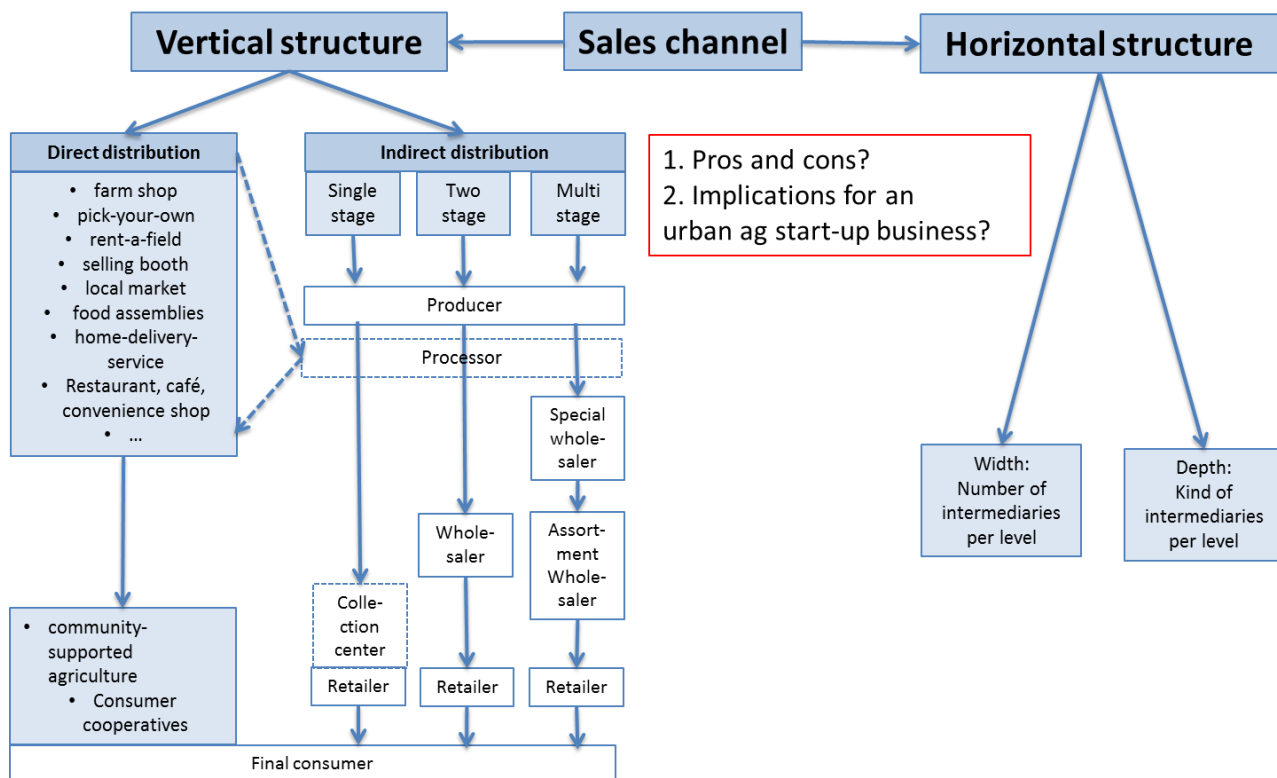 Vertical structure
Sales channel
Horizontal structure
Direct distribution
• farm shop
• pick-your-own
• rent-a-field
• selling booth
• local market
• food assemblies
• home-delivery-
service
• Restaurant, café,
convenience shop
• ...
Indirect distribution
Single
stage
Two
stage
Multi
stage
1. Pros and cons?
2. Implications for an
urban ag start-up business?
Producer
Processor
Special
whole-
saler
Whole-
saler
Assort-
ment
Whole-
saler
Colle-
ction
center
Retailer
Retailer
Retailer
• community-
supported
agriculture
• Consumer
cooperatives
Final consumer
Width:
Number of
intermediaries
per level
Depth:
Kind of
intermediaries
per level